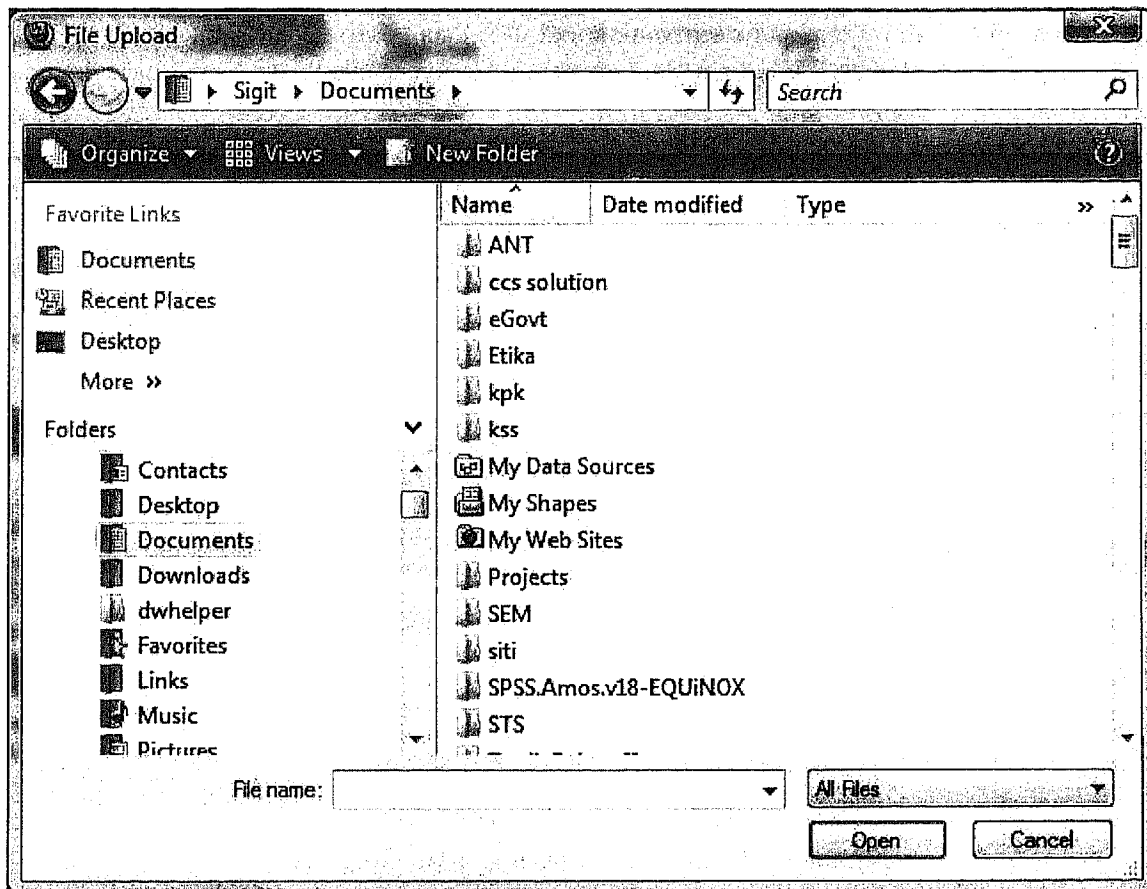 File Upload
Sigit Documents
Search
Organize Views New Folder
Favorite Links
Documents
Recent Places
Desktop
More »
Folders
Contacts
Desktop
Documents
Downloads
dwhelper
Favorites
Links
Music
Pictures
Name Date modified Type »
ANT
ccs solution
eGovt
Etika
kpk
kss
My Data Sources
My Shapes
My Web Sites
Projects
SEM
siti
SPSS.Amos.v18-EQUiNOX
STS
File name:
All Files
Open Cancel